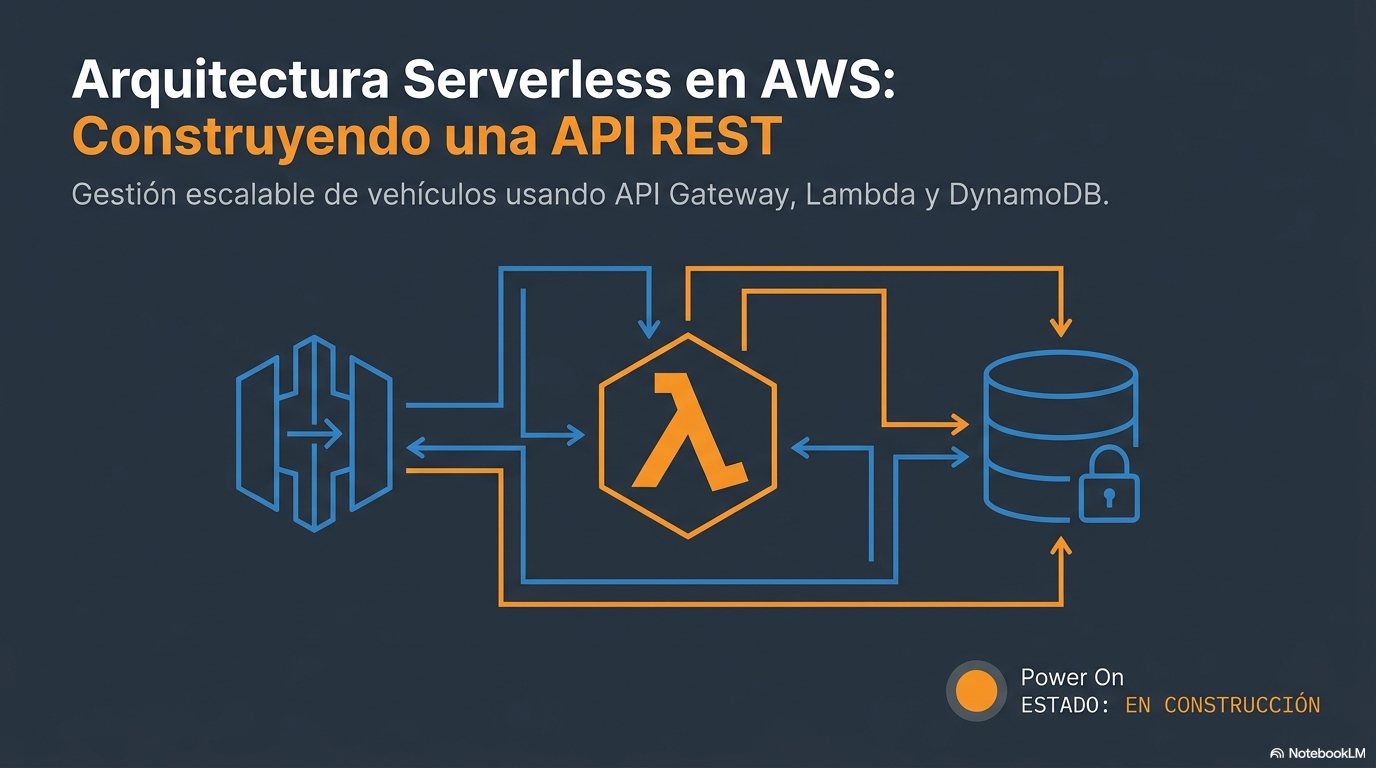 Arquitectura Serverless en AWS:
Construyendo una API REST
Gestión escalable de vehículos usando API Gateway, Lambda y DynamoDB.
λ
Power On
ESTADO: EN CONSTRUCCIÓN
NotebookLM